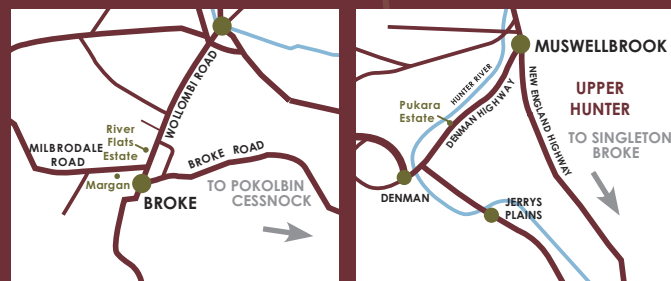 WOLLOMBI ROAD
River
Flats
Estate
MILBRODALE
ROAD
BROKE ROAD
Margan
BROKE
TO POKOLBIN
CESSNOCK
MUSWELLBROOK
HUNTER RIVER
NEW ENGLAND HIGHWAY
UPPER
HUNTER
Pukara
Estate
DENMAN HIGHWAY
TO SINGLETON
BROKE
DENMAN
JERRYS
PLAINS